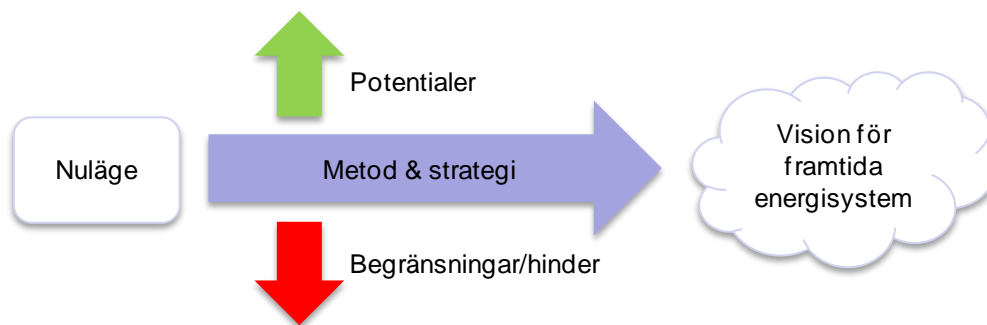 Potentialer
Nuläge
Metod & strategi
Vision för
framtida
energisystem
Begränsningar/hinder